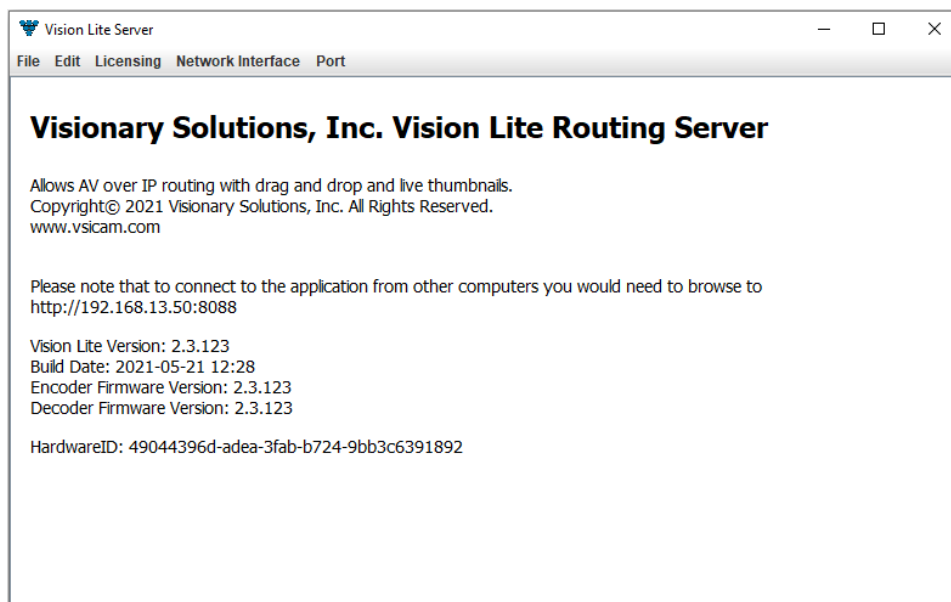 Vision Lite Server
File Edit Licensing Network Interface Port
Visionary Solutions, Inc. Vision Lite Routing Server
Allows AV over IP routing with drag and drop and live thumbnails.
Copyright© 2021 Visionary Solutions, Inc. All Rights Reserved.
www.vsicam.com
Please note that to connect to the application from other computers you would need to browse to
http://192.168.13.50:8088
Vision Lite Version: 2.3.123
Build Date: 2021-05-21 12:28
Encoder Firmware Version: 2.3.123
Decoder Firmware Version: 2.3.123
HardwareID: 49044396d-adea-3fab-b724-9bb3c6391892